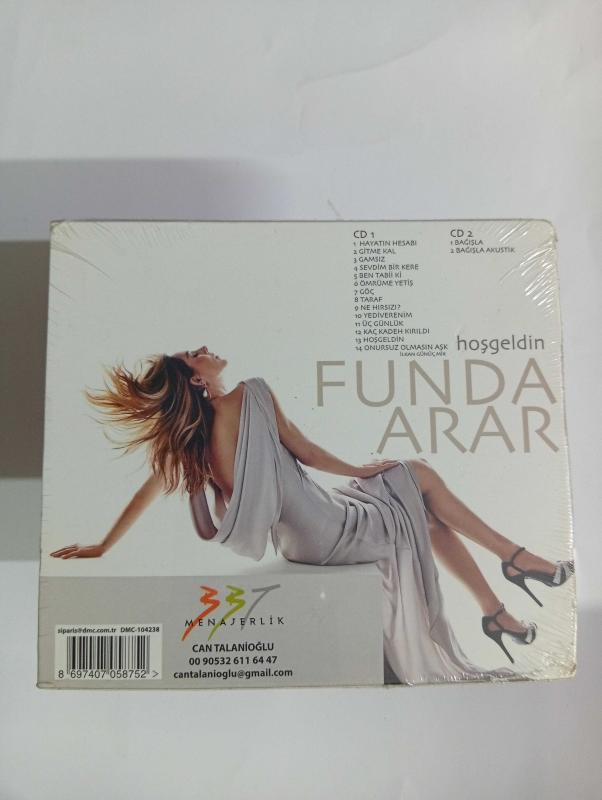 CD 1
1 HAYATIN HESABI
2 GİTME KAL
3 GAMSIZ
4 SEVDİM BİR KERE
5 BEN TABİİ Kİ
6 ÖMRÜME YETİŞ
7 GÖÇ
8 TARAF
9 NE HIRSIZI?
10 YEDİVERENİM
11 ÜÇ GÜNLÜK
12 KAÇ KADEH KIRILDI
13 HOŞGELDİN
14 ONURSUZ OLMASIN AŞK
CD 2
1 BAĞIŞLA
2 BAĞIŞLA AKUSTİK
hoşgeldin
FUNDA
ARAR
337
MENAJERLİK
CAN TALANİOĞLU
00 90532 611 64 47
cantalanioglu@gmail.com
siparis@dmc.com.tr DMC-104238
8 697407 058752 >